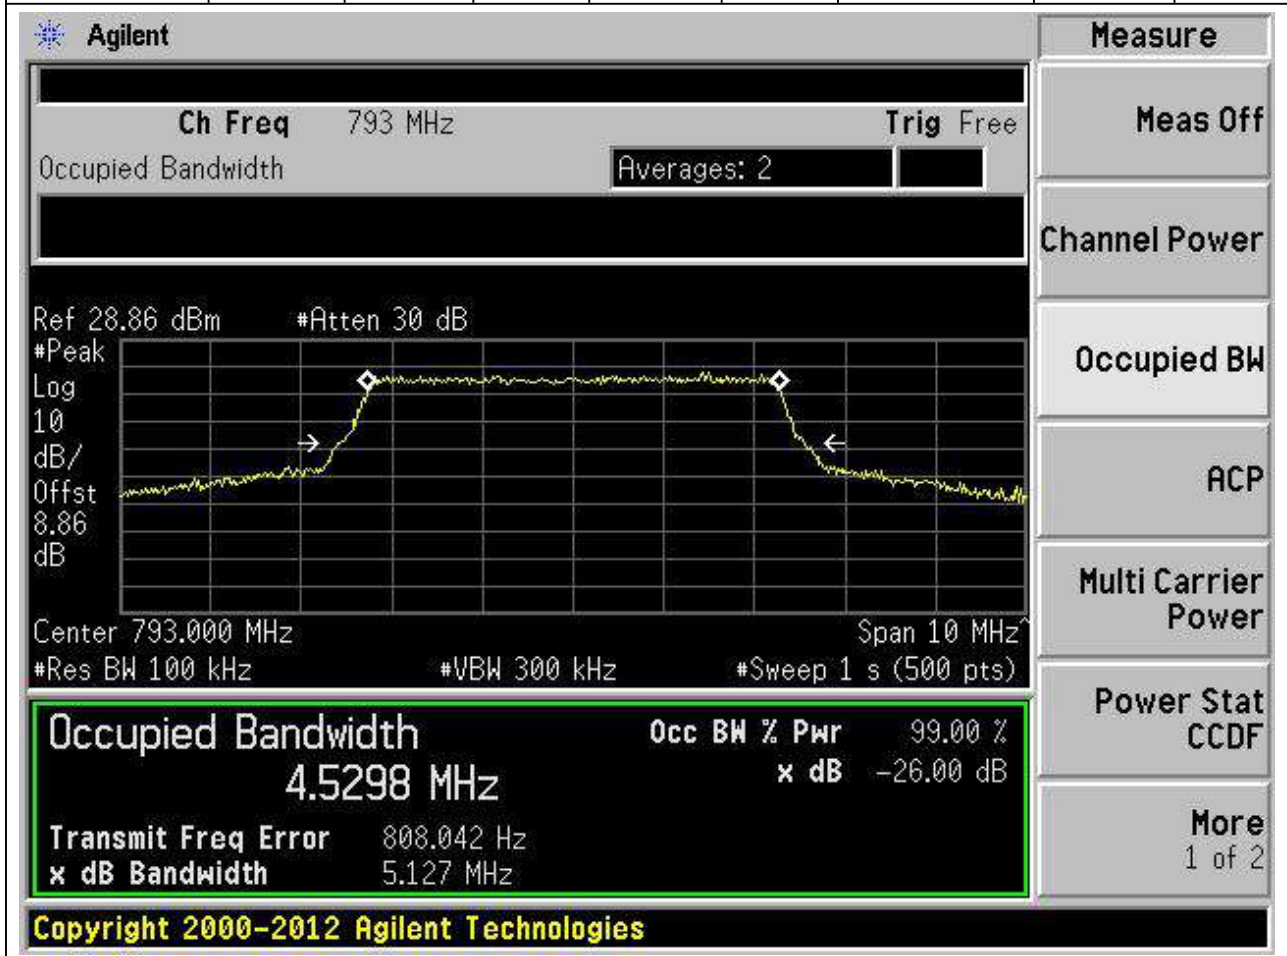 Agilent
Measure
Ch Freq 793 MHz Trig Free
Occupied Bandwidth Averages: 2
Meas Off
Channel Power
Occupied BW
ACP
Multi Carrier
Power
Power Stat
CCDF
More
1 of 2
Ref 28.86 dBm #Atten 30 dB
#Peak
Log
10
dB/
Offst
8.86
dB
Center 793.000 MHz Span 10 MHz^
#Res BW 100 kHz #VBW 300 kHz #Sweep 1 s (500 pts)
Occupied Bandwidth Occ BW % Pwr 99.00 %
4.5298 MHz x dB -26.00 dB
Transmit Freq Error 808.042 Hz
x dB Bandwidth 5.127 MHz
Copyright 2000-2012 Agilent Technologies